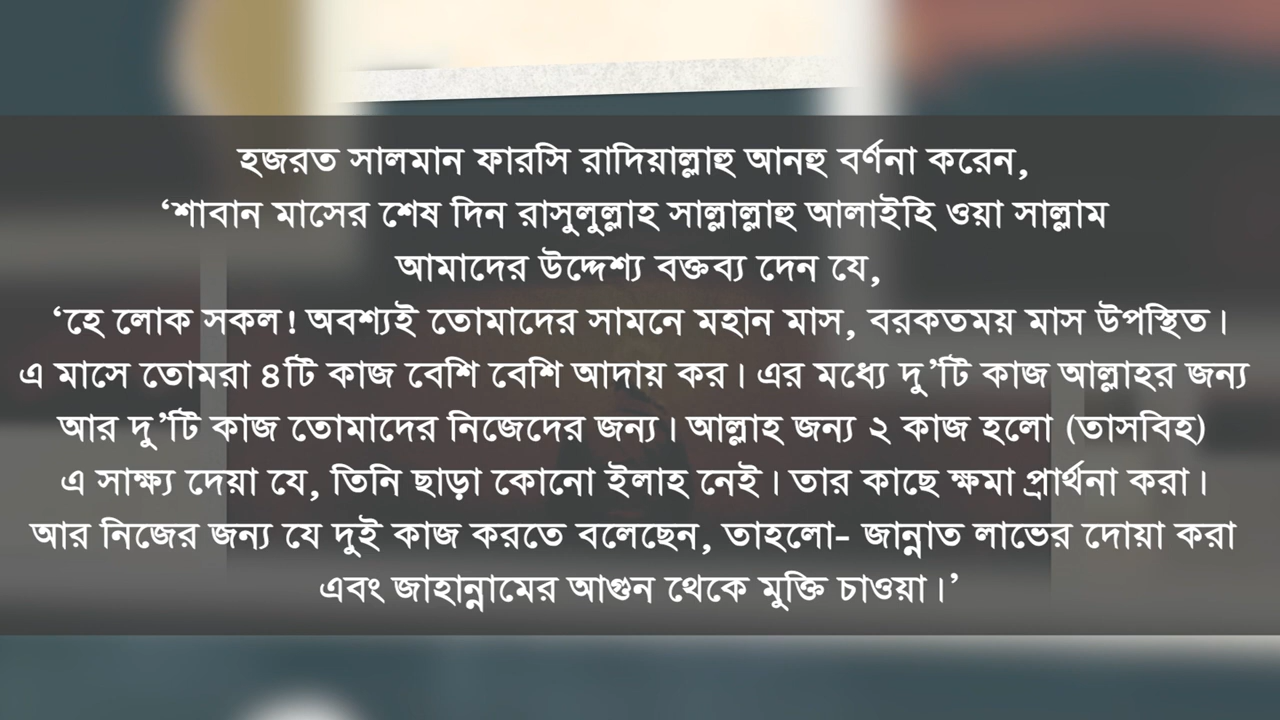 হজরত সালমান ফারসি রাদিয়াল্লাহু আনহু বর্ণনা করেন,
‘শাবান মাসের শেষ দিন রাসুলুল্লাহ সাল্লাল্লাহু আলাইহি ওয়া সাল্লাম
আমাদের উদ্দেশ্য বক্তব্য দেন যে,
‘হে লোক সকল! অবশ্যই তোমাদের সামনে মহান মাস, বরকতময় মাস উপস্থিত।
এ মাসে তোমরা ৪টি কাজ বেশি বেশি আদায় কর। এর মধ্যে দু’টি কাজ আল্লাহর জন্য
আর দু’টি কাজ তোমাদের নিজেদের জন্য। আল্লাহ জন্য ২ কাজ হলো (তাসবিহ)
এ সাক্ষ্য দেয়া যে, তিনি ছাড়া কোনো ইলাহ নেই। তার কাছে ক্ষমা প্রার্থনা করা।
আর নিজের জন্য যে দুই কাজ করতে বলেছেন, তাহলো- জান্নাত লাভের দোয়া করা
এবং জাহান্নামের আগুন থেকে মুক্তি চাওয়া।’